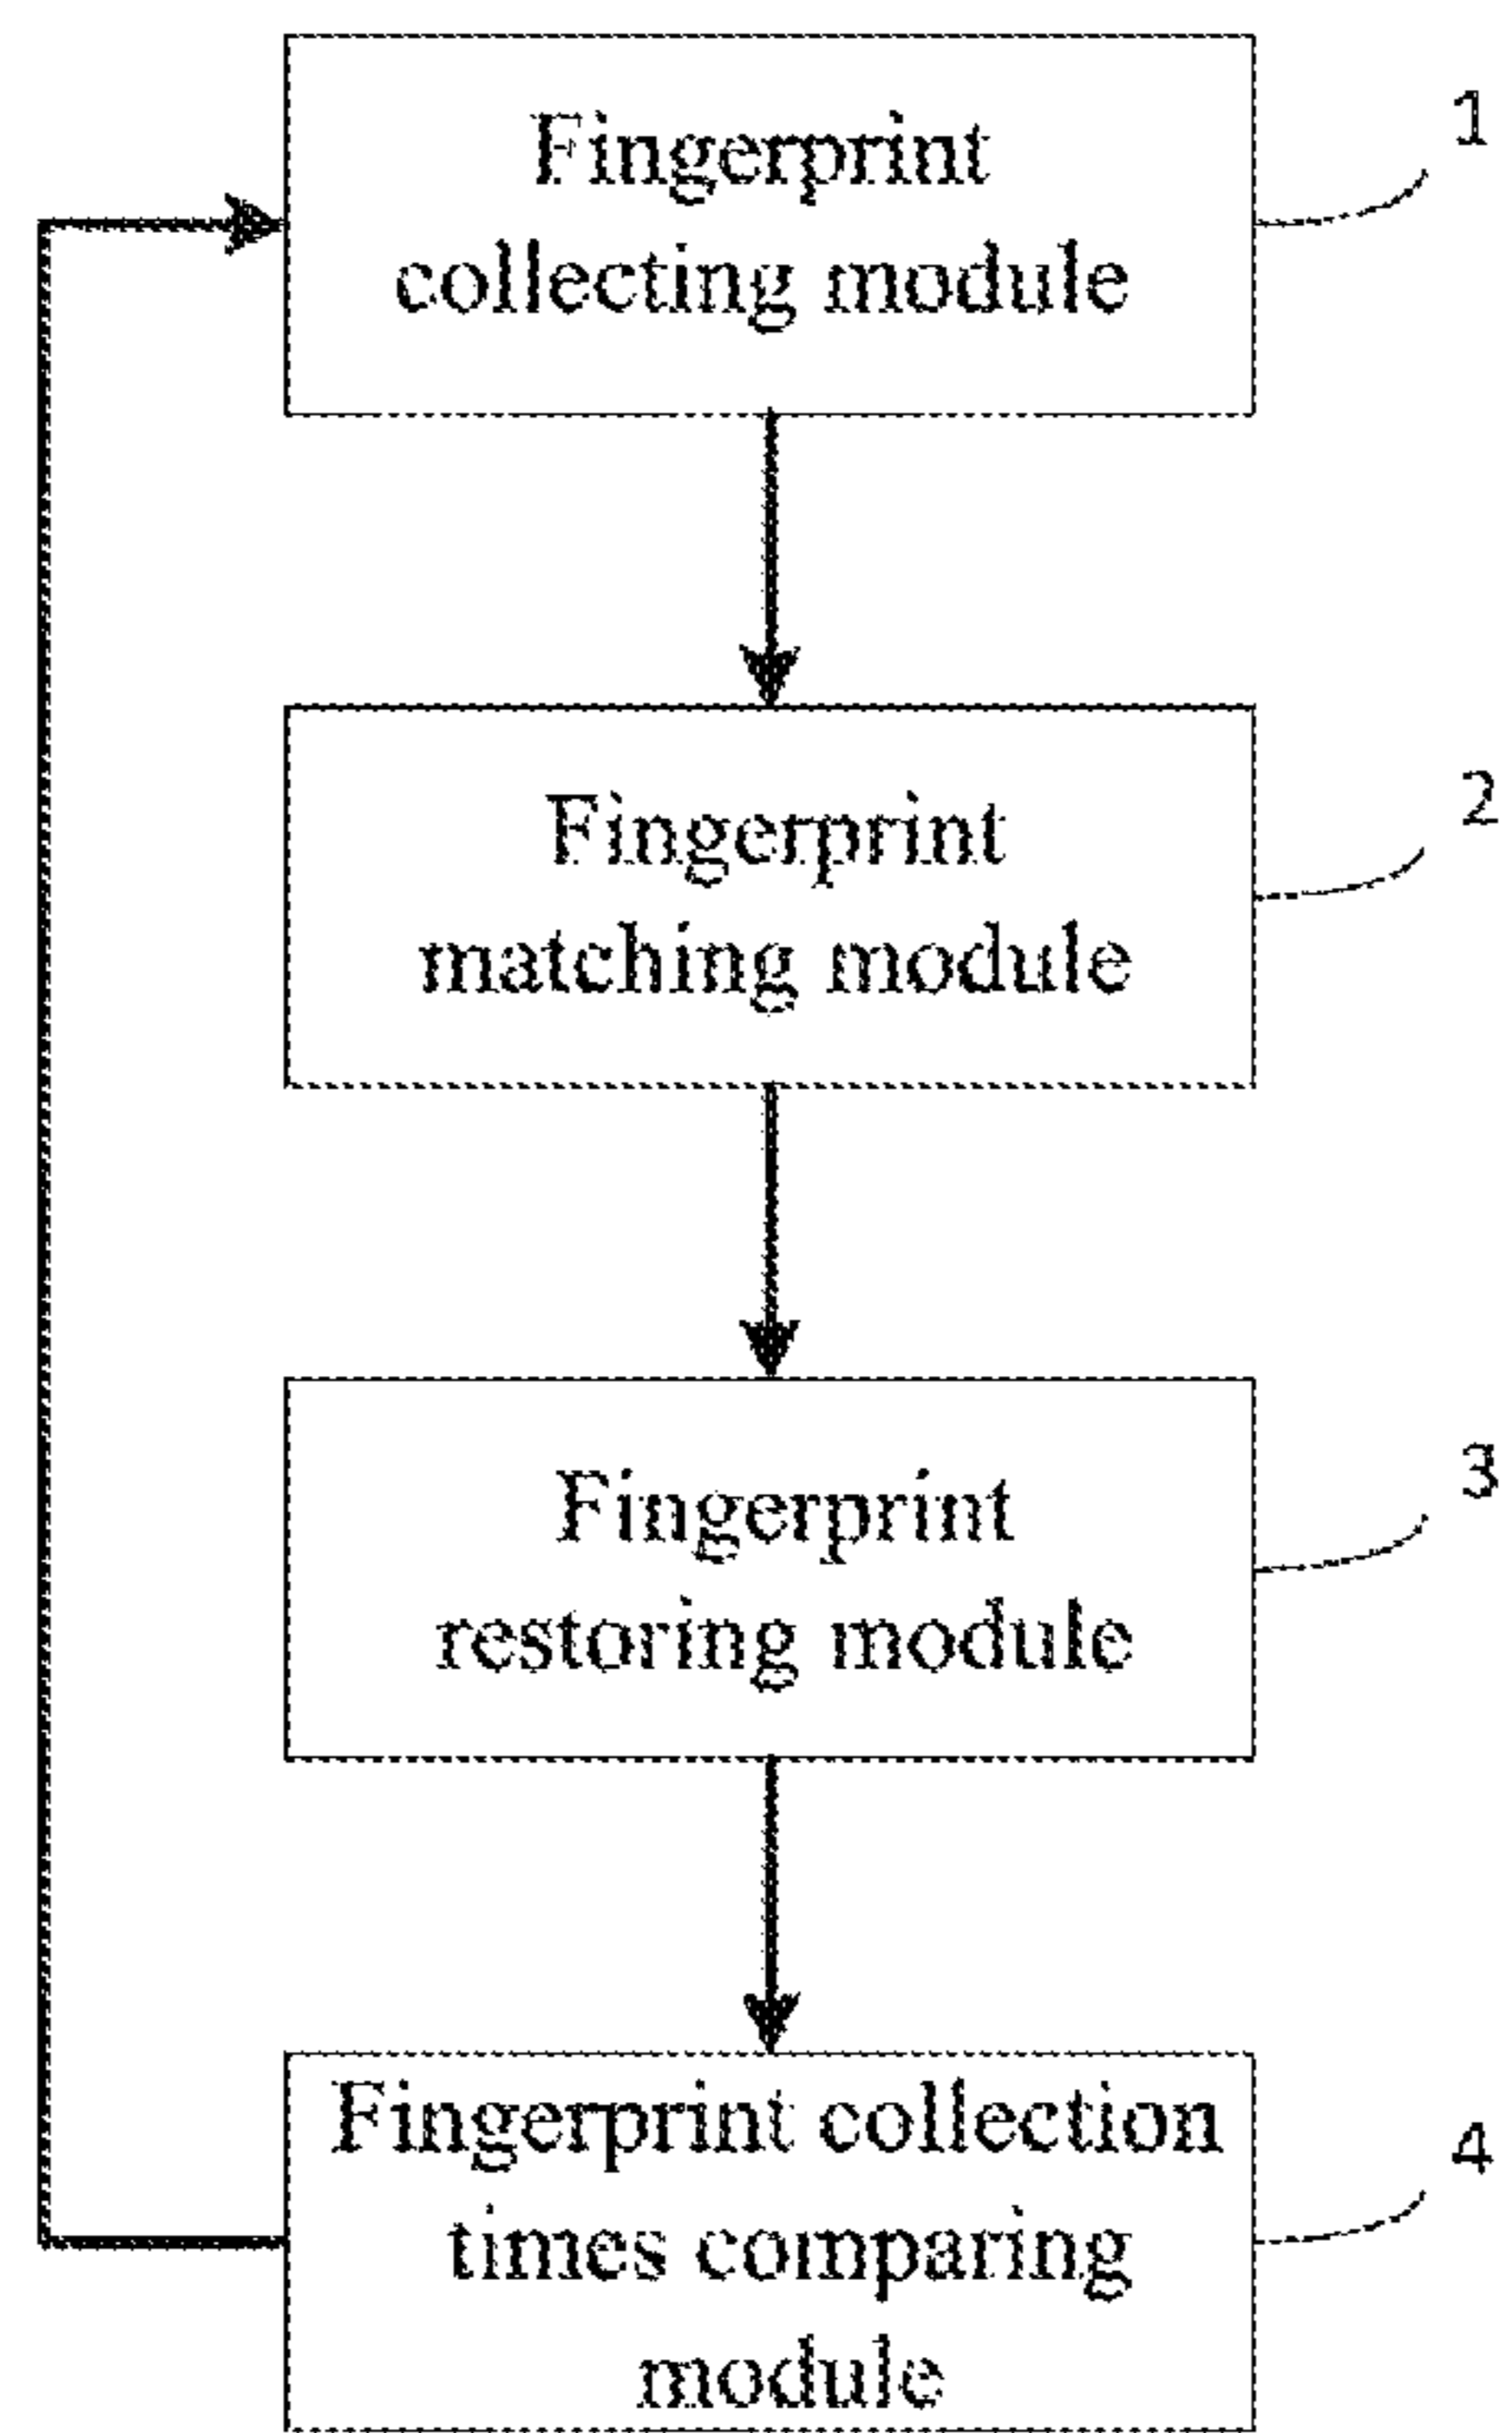 Fingerprint
collecting module
1
Fingerprint
matching module
2
Fingerprint
restoring module
3
Fingerprint collection
times comparing
module
4